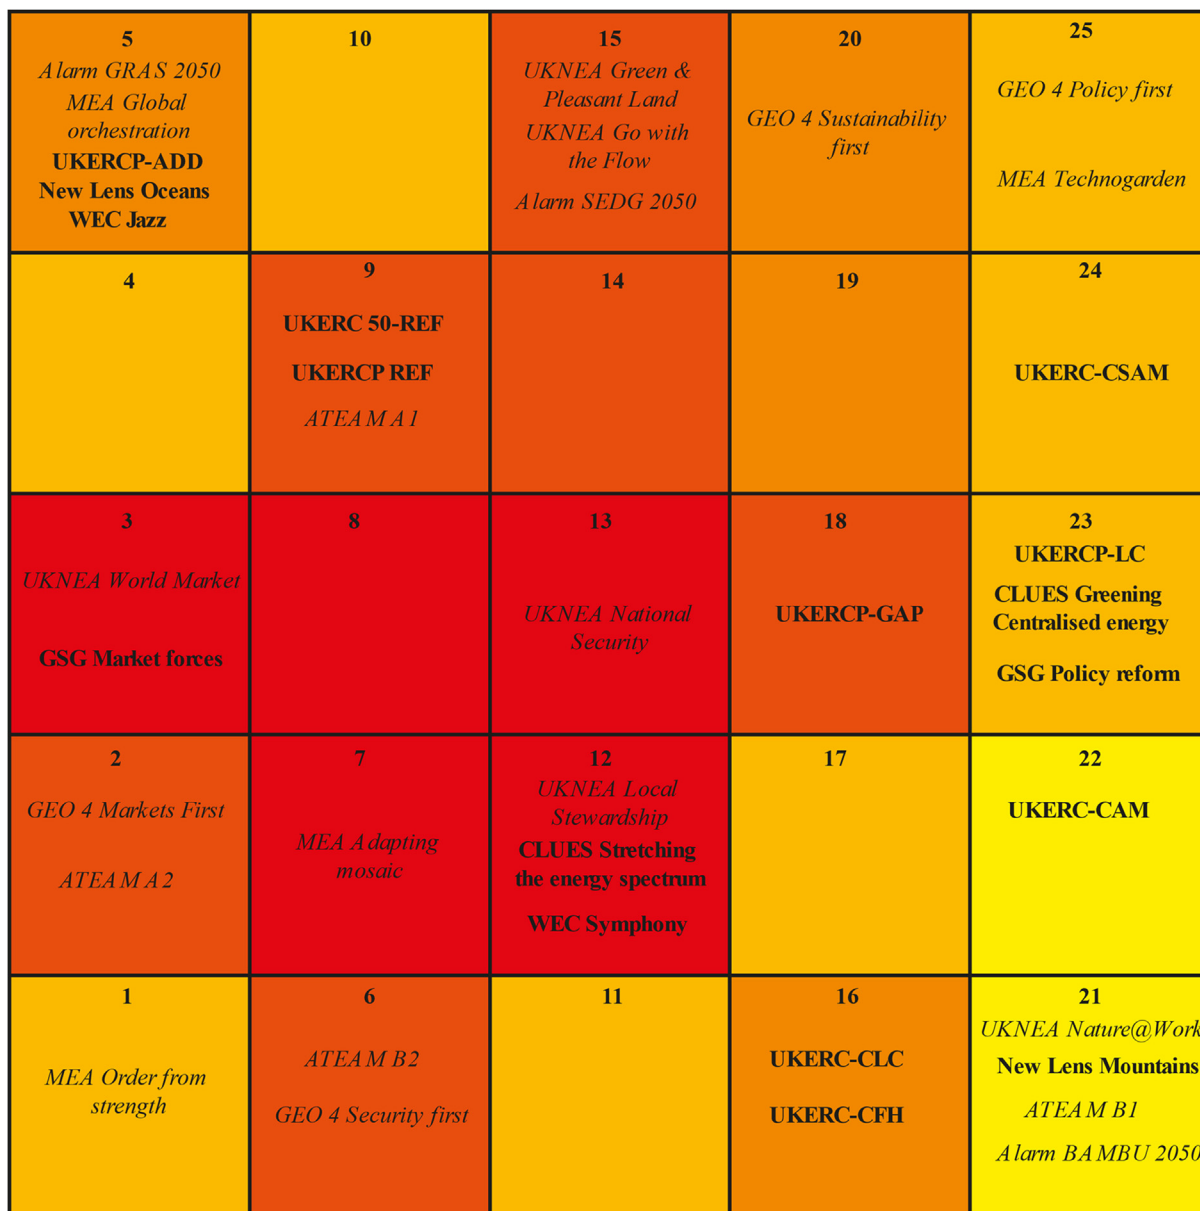 5
Alarm GRAS 2050
MEA Global
orchestration
UKERCP-ADD
New Lens Oceans
WEC Jazz
10
15
UKNEA Green &
Pleasant Land
UKNEA Go with
the Flow
Alarm SEDG 2050
20
GEO 4 Sustainability
first
25
GEO 4 Policy first
MEA Technogarden
4
9
UKERC 50-REF
UKERCP REF
ATEAM A1
14
19
24
UKERC-CSAM
3
UKNEA World Market
GSG Market forces
8
13
UKNEA National
Security
18
UKERCP-GAP
23
UKERCP-LC
CLUES Greening
Centralised energy
GSG Policy reform
2
GEO 4 Markets First
ATEAM A2
7
MEA Adapting
mosaic
12
UKNEA Local
Stewardship
CLUES Stretching
the energy spectrum
WEC Symphony
17
22
UKERC-CAM
1
MEA Order from
strength
6
ATEAM B2
GEO 4 Security first
11
16
UKERC-CLC
UKERC-CFH
21
UKNEA Nature@Work
New Lens Mountains
ATEAM B1
Alarm BAMBU 2050